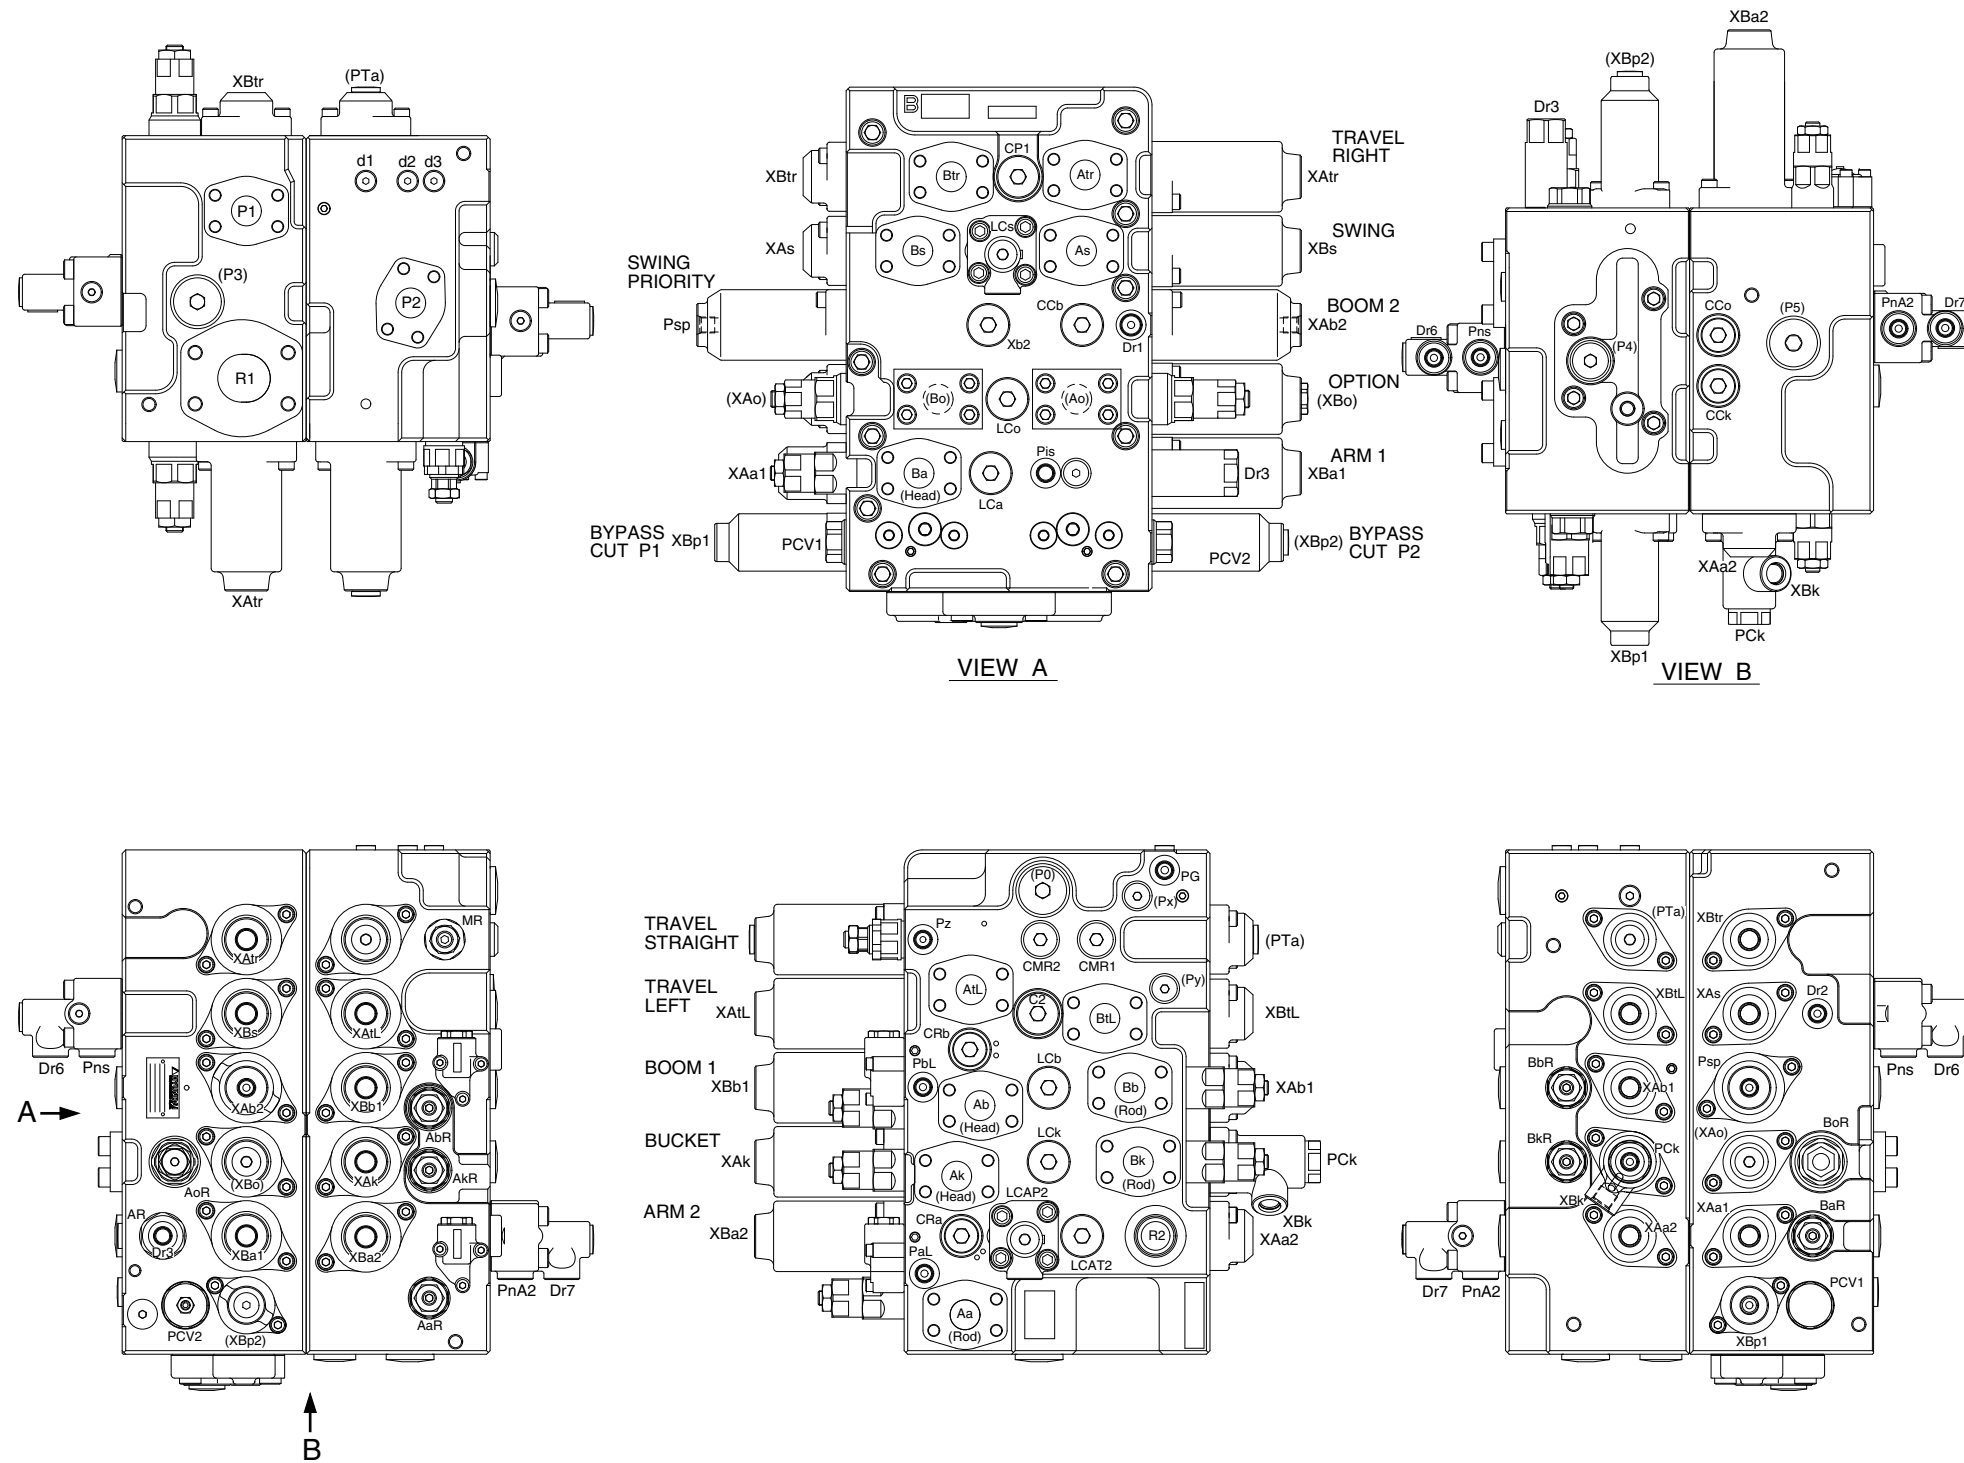 XBtr
(PTa)
d1 d2 d3
P1
(P3)
P2
R1
XAtr
B
CP1
TRAVEL
RIGHT
XBtr
Btr
Atr
XAtr
LCs
SWING
XAs
Bs
As
XBs
SWING
PRIORITY
BOOM 2
Psp
CCb
XAb2
Xb2
Dr1
OPTION
(XAo)
(Bo)
(Ao)
(XBo)
LCo
ARM 1
XAa1
Ba
(Head)
Pis
Dr3
XBa1
LCa
BYPASS
CUT P1
XBp1
PCV1
PCV2
(XBp2)
BYPASS
CUT P2
VIEW A
XBa2
(XBp2)
Dr3
PnA2
Dr7
CCo
(P5)
Dr6
Pns
(P4)
CCk
XAa2
XBk
PCk
XBp1
VIEW B
MR
XAtr
XBs
XAtL
Dr6
Pns
A
XAb2
XBb1
AbR
AoR
(XBo)
XAk
AkR
AR
Dr3
XBa1
XBa2
PnA2
Dr7
PCV2
(XBp2)
AaR
B
(P0)
PG
(Px)
TRAVEL
STRAIGHT
Pz
(PTa)
CMR2
CMR1
TRAVEL
LEFT
AtL
(Py)
XAtL
C2
BtL
XBtL
CRb
BOOM 1
PbL
LCb
XBb1
Bb
(Rod)
XAb1
Ab
(Head)
BUCKET
LCk
XAk
Ak
(Head)
Bk
(Rod)
PCk
LCAP2
ARM 2
CRa
XBk
XBa2
R2
XAa2
PaL
LCAT2
Aa
(Rod)
(PTa)
XBtr
XBtL
XAs
Dr2
BbR
Psp
Pns
Dr6
XAb1
BkR
(XAo)
BoR
PCk
XBk
XAa1
BaR
XAa2
Dr7
PnA2
PCV1
XBp1